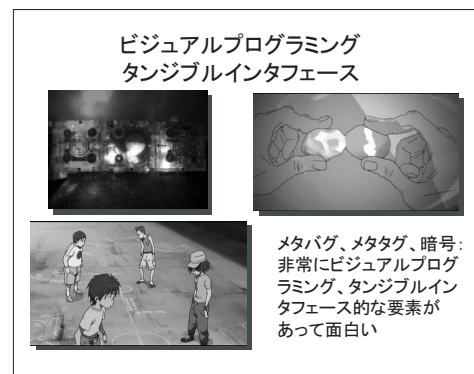 ビジュアルプログラミング
タンジブルインタフェース
メタバグ、メタタグ、暗号:
非常にビジュアルプログ
ラミング、タンジブルイン
タフェース的な要素が
あって面白い